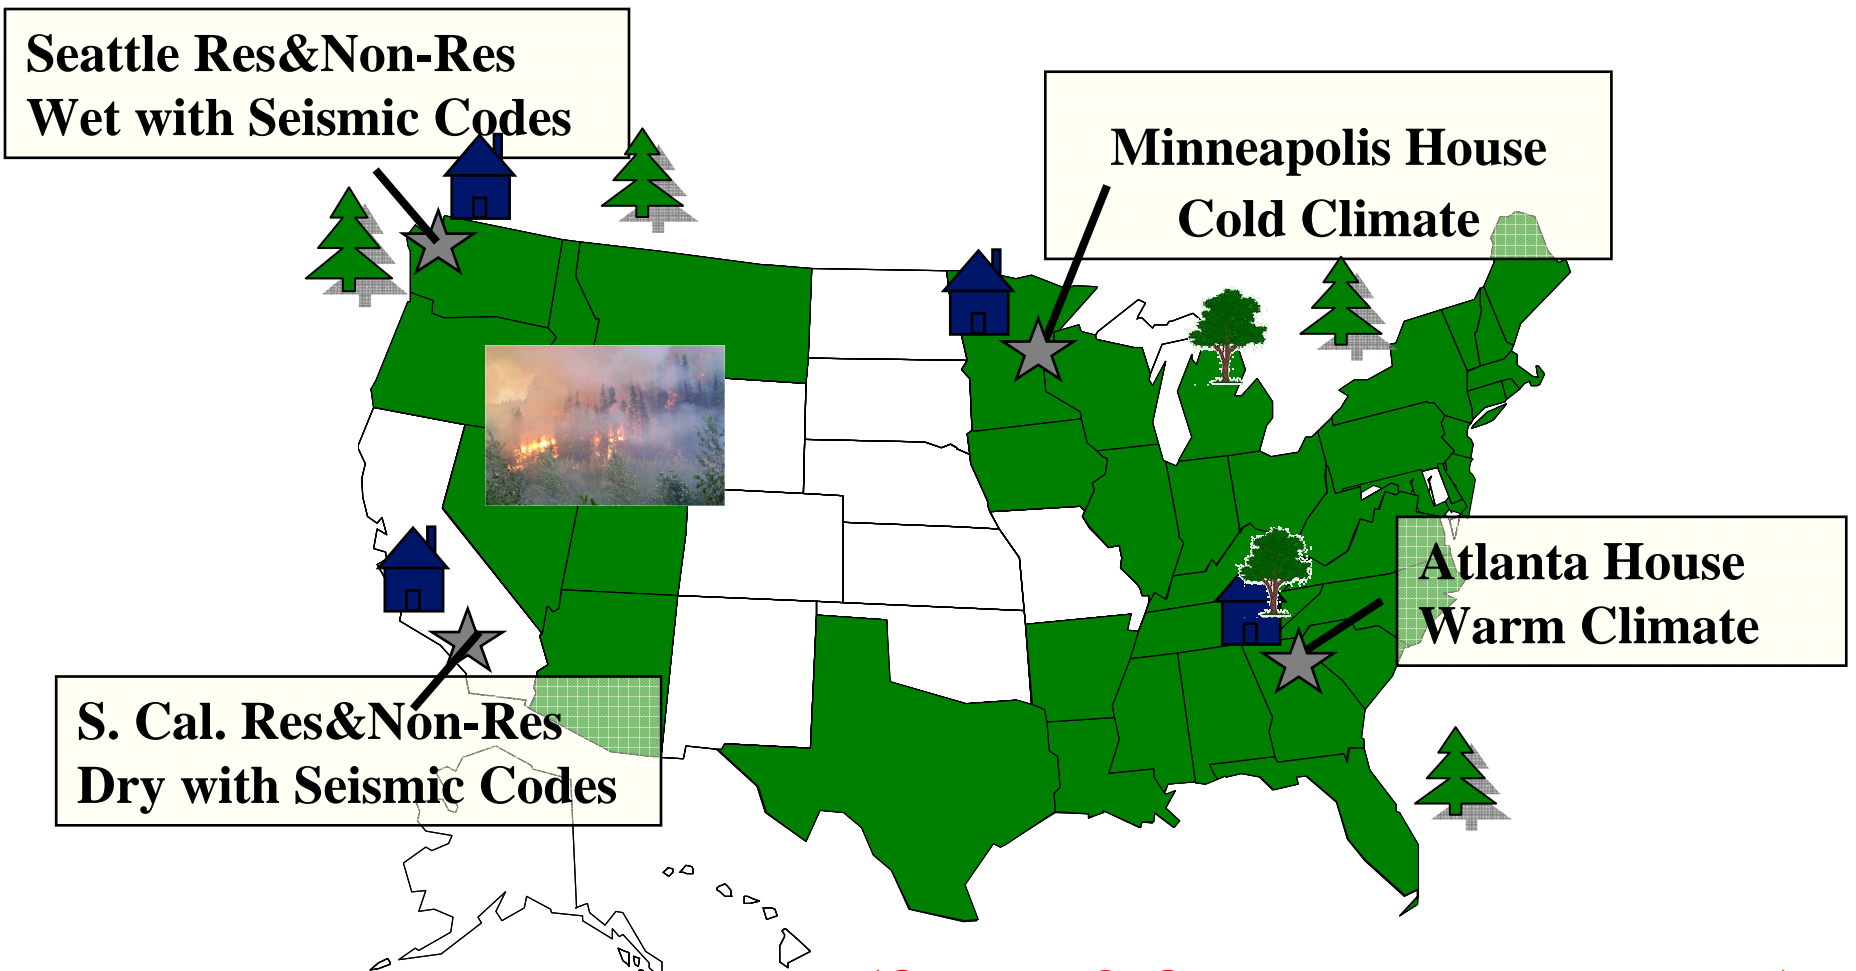 Seattle Res&Non-Res
Wet with Seismic Codes
Minneapolis House
Cold Climate
Atlanta House
Warm Climate
S. Cal. Res&Non-Res
Dry with Seismic Codes